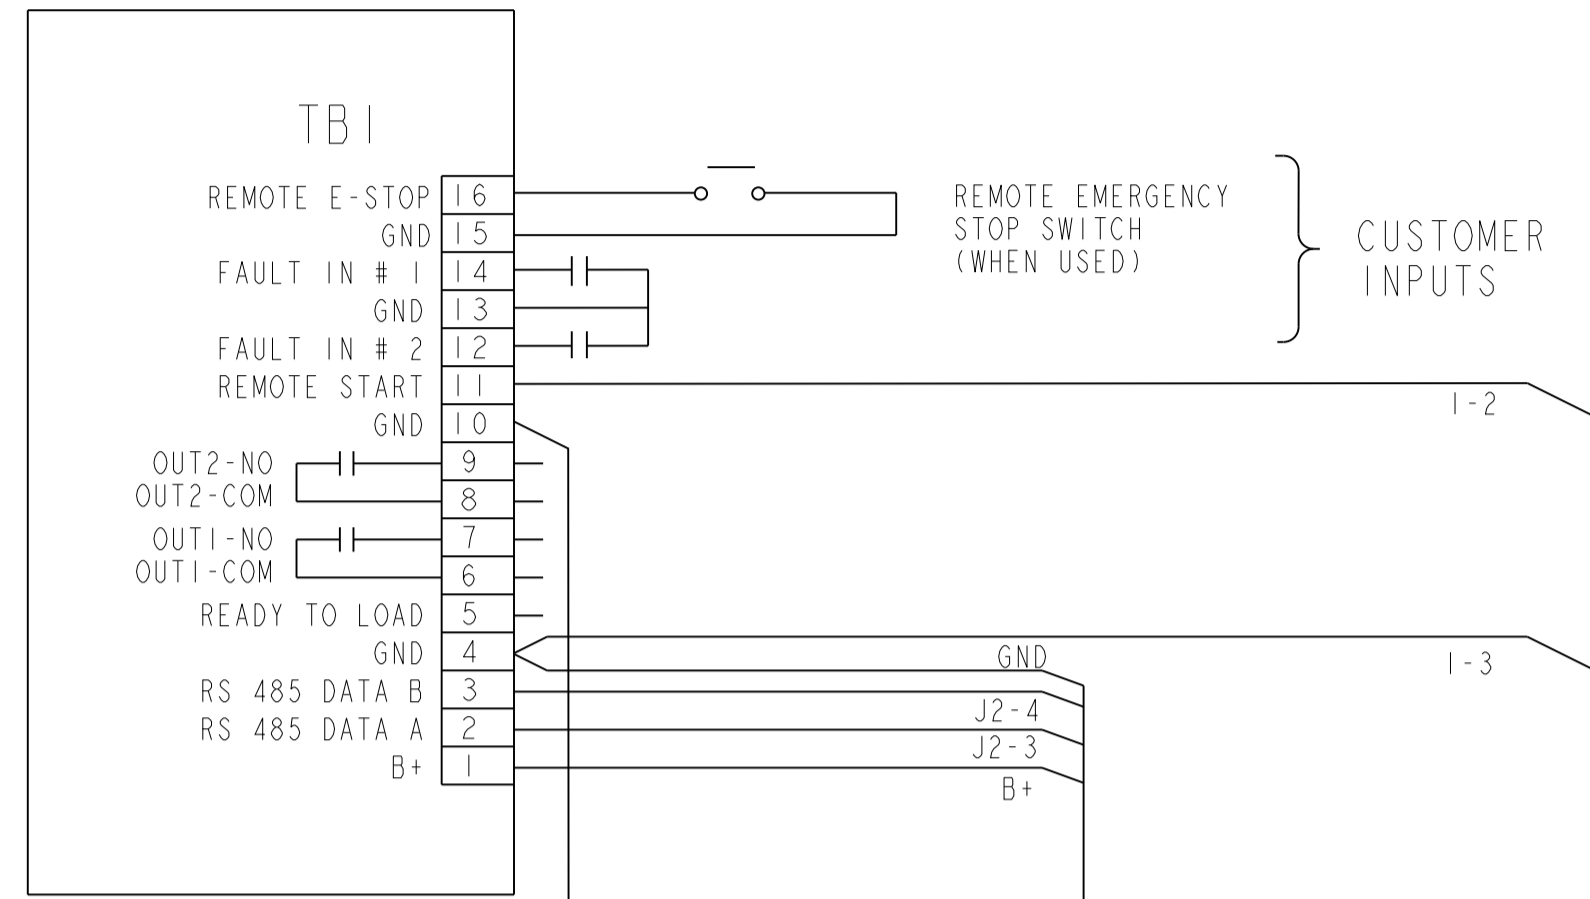 TB1
REMOTE E-STOP 16
GND 15
FAULT IN # 1 14
GND 13
FAULT IN # 2 12
REMOTE START 11
GND 10
OUT2-NO 9
OUT2-COM 8
OUT1-NO 7
OUT1-COM 6
READY TO LOAD 5
GND 4
RS 485 DATA B 3
RS 485 DATA A 2
B+ 1
REMOTE EMERGENCY
STOP SWITCH
(WHEN USED)
CUSTOMER
INPUTS
1-2
GND
1-3
J2-4
J2-3
B+